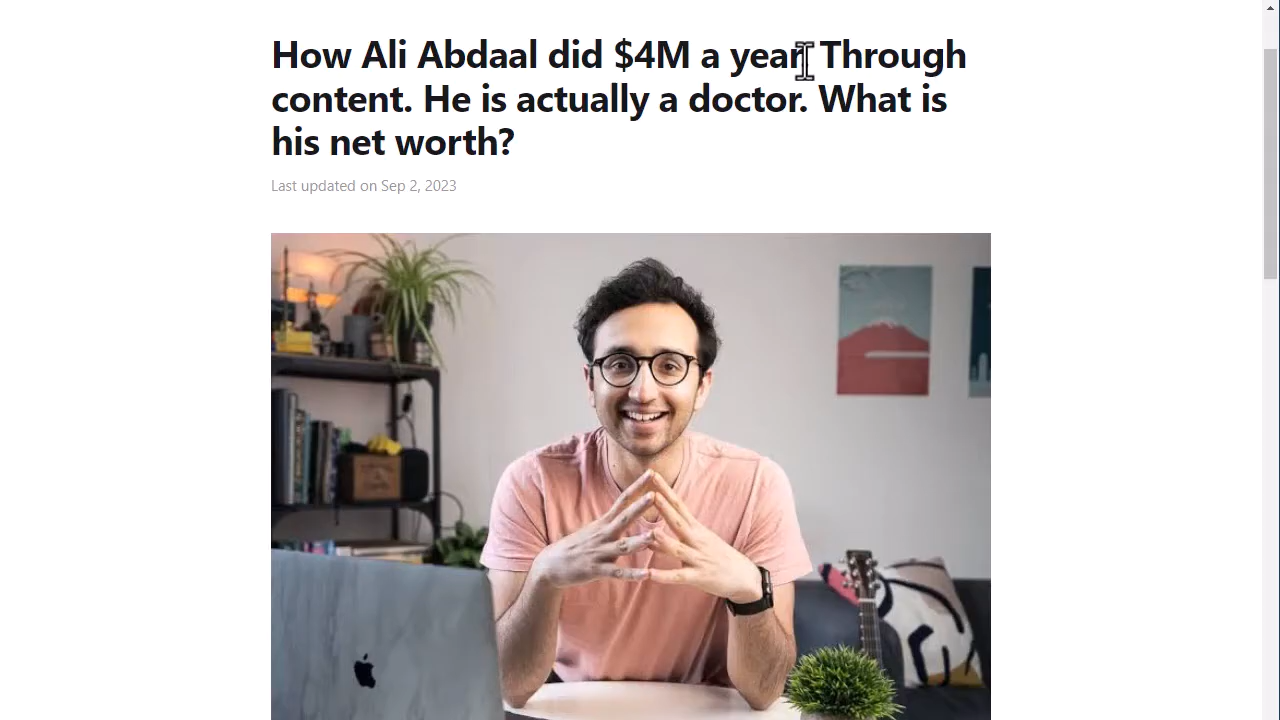 How Ali Abdaal did $4M a year Through
content. He is actually a doctor. What is
his net worth?
Last updated on Sep 2, 2023